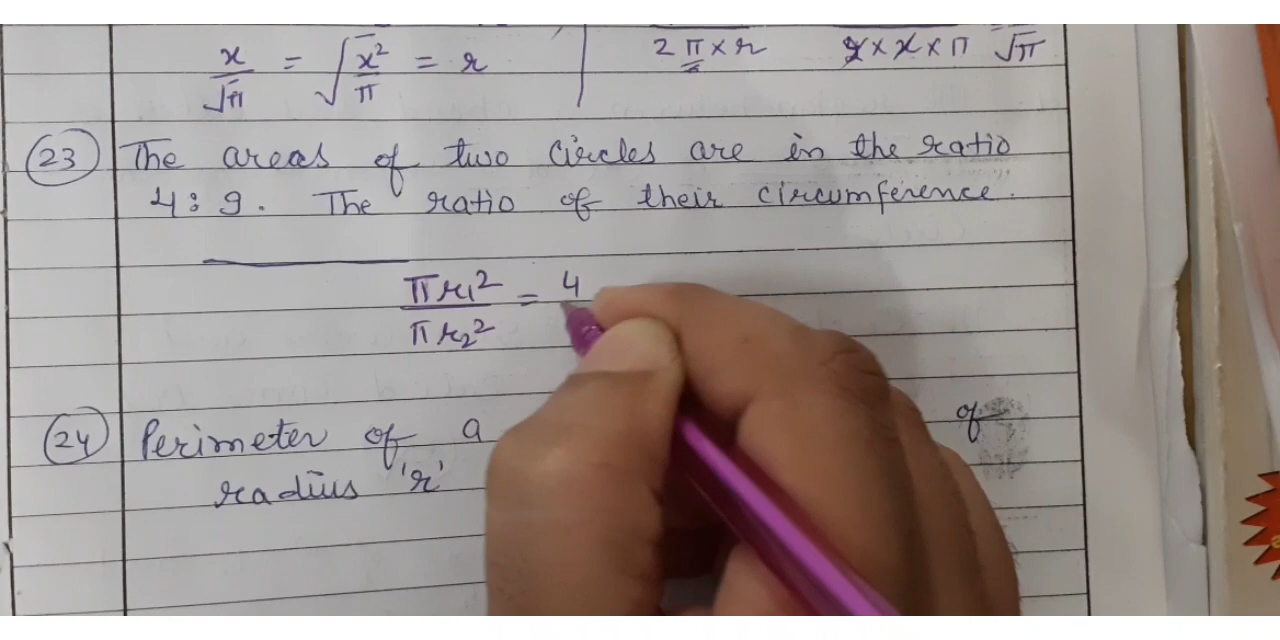 x/√π = √x²/π = r
2π×r 2×x×π √π
23 The areas of two circles are in the ratio
4:9. The ratio of their circumference.
πr₁²/πr₂² = 4
24 Perimeter of a of
radius 'r'